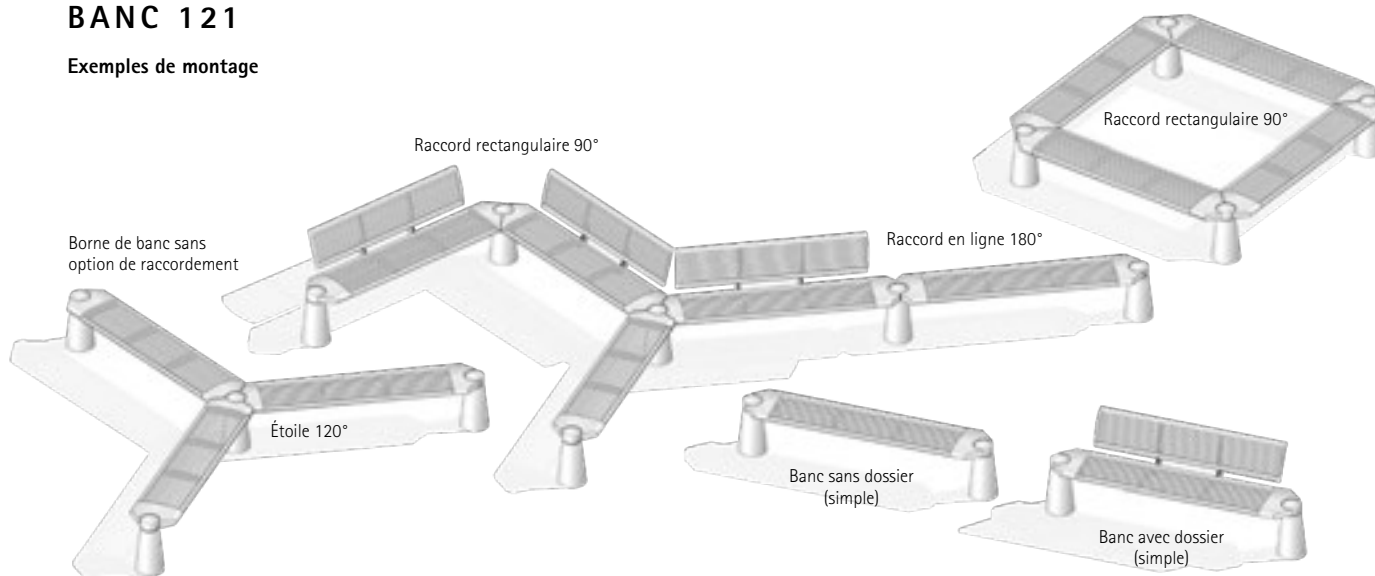 BANC 121
Exemples de montage
Raccord rectangulaire 90°
Raccord rectangulaire 90°
Borne de banc sans
option de raccordement
Raccord en ligne 180°
Étoile 120°
Banc sans dossier
(simple)
Banc avec dossier
(simple)